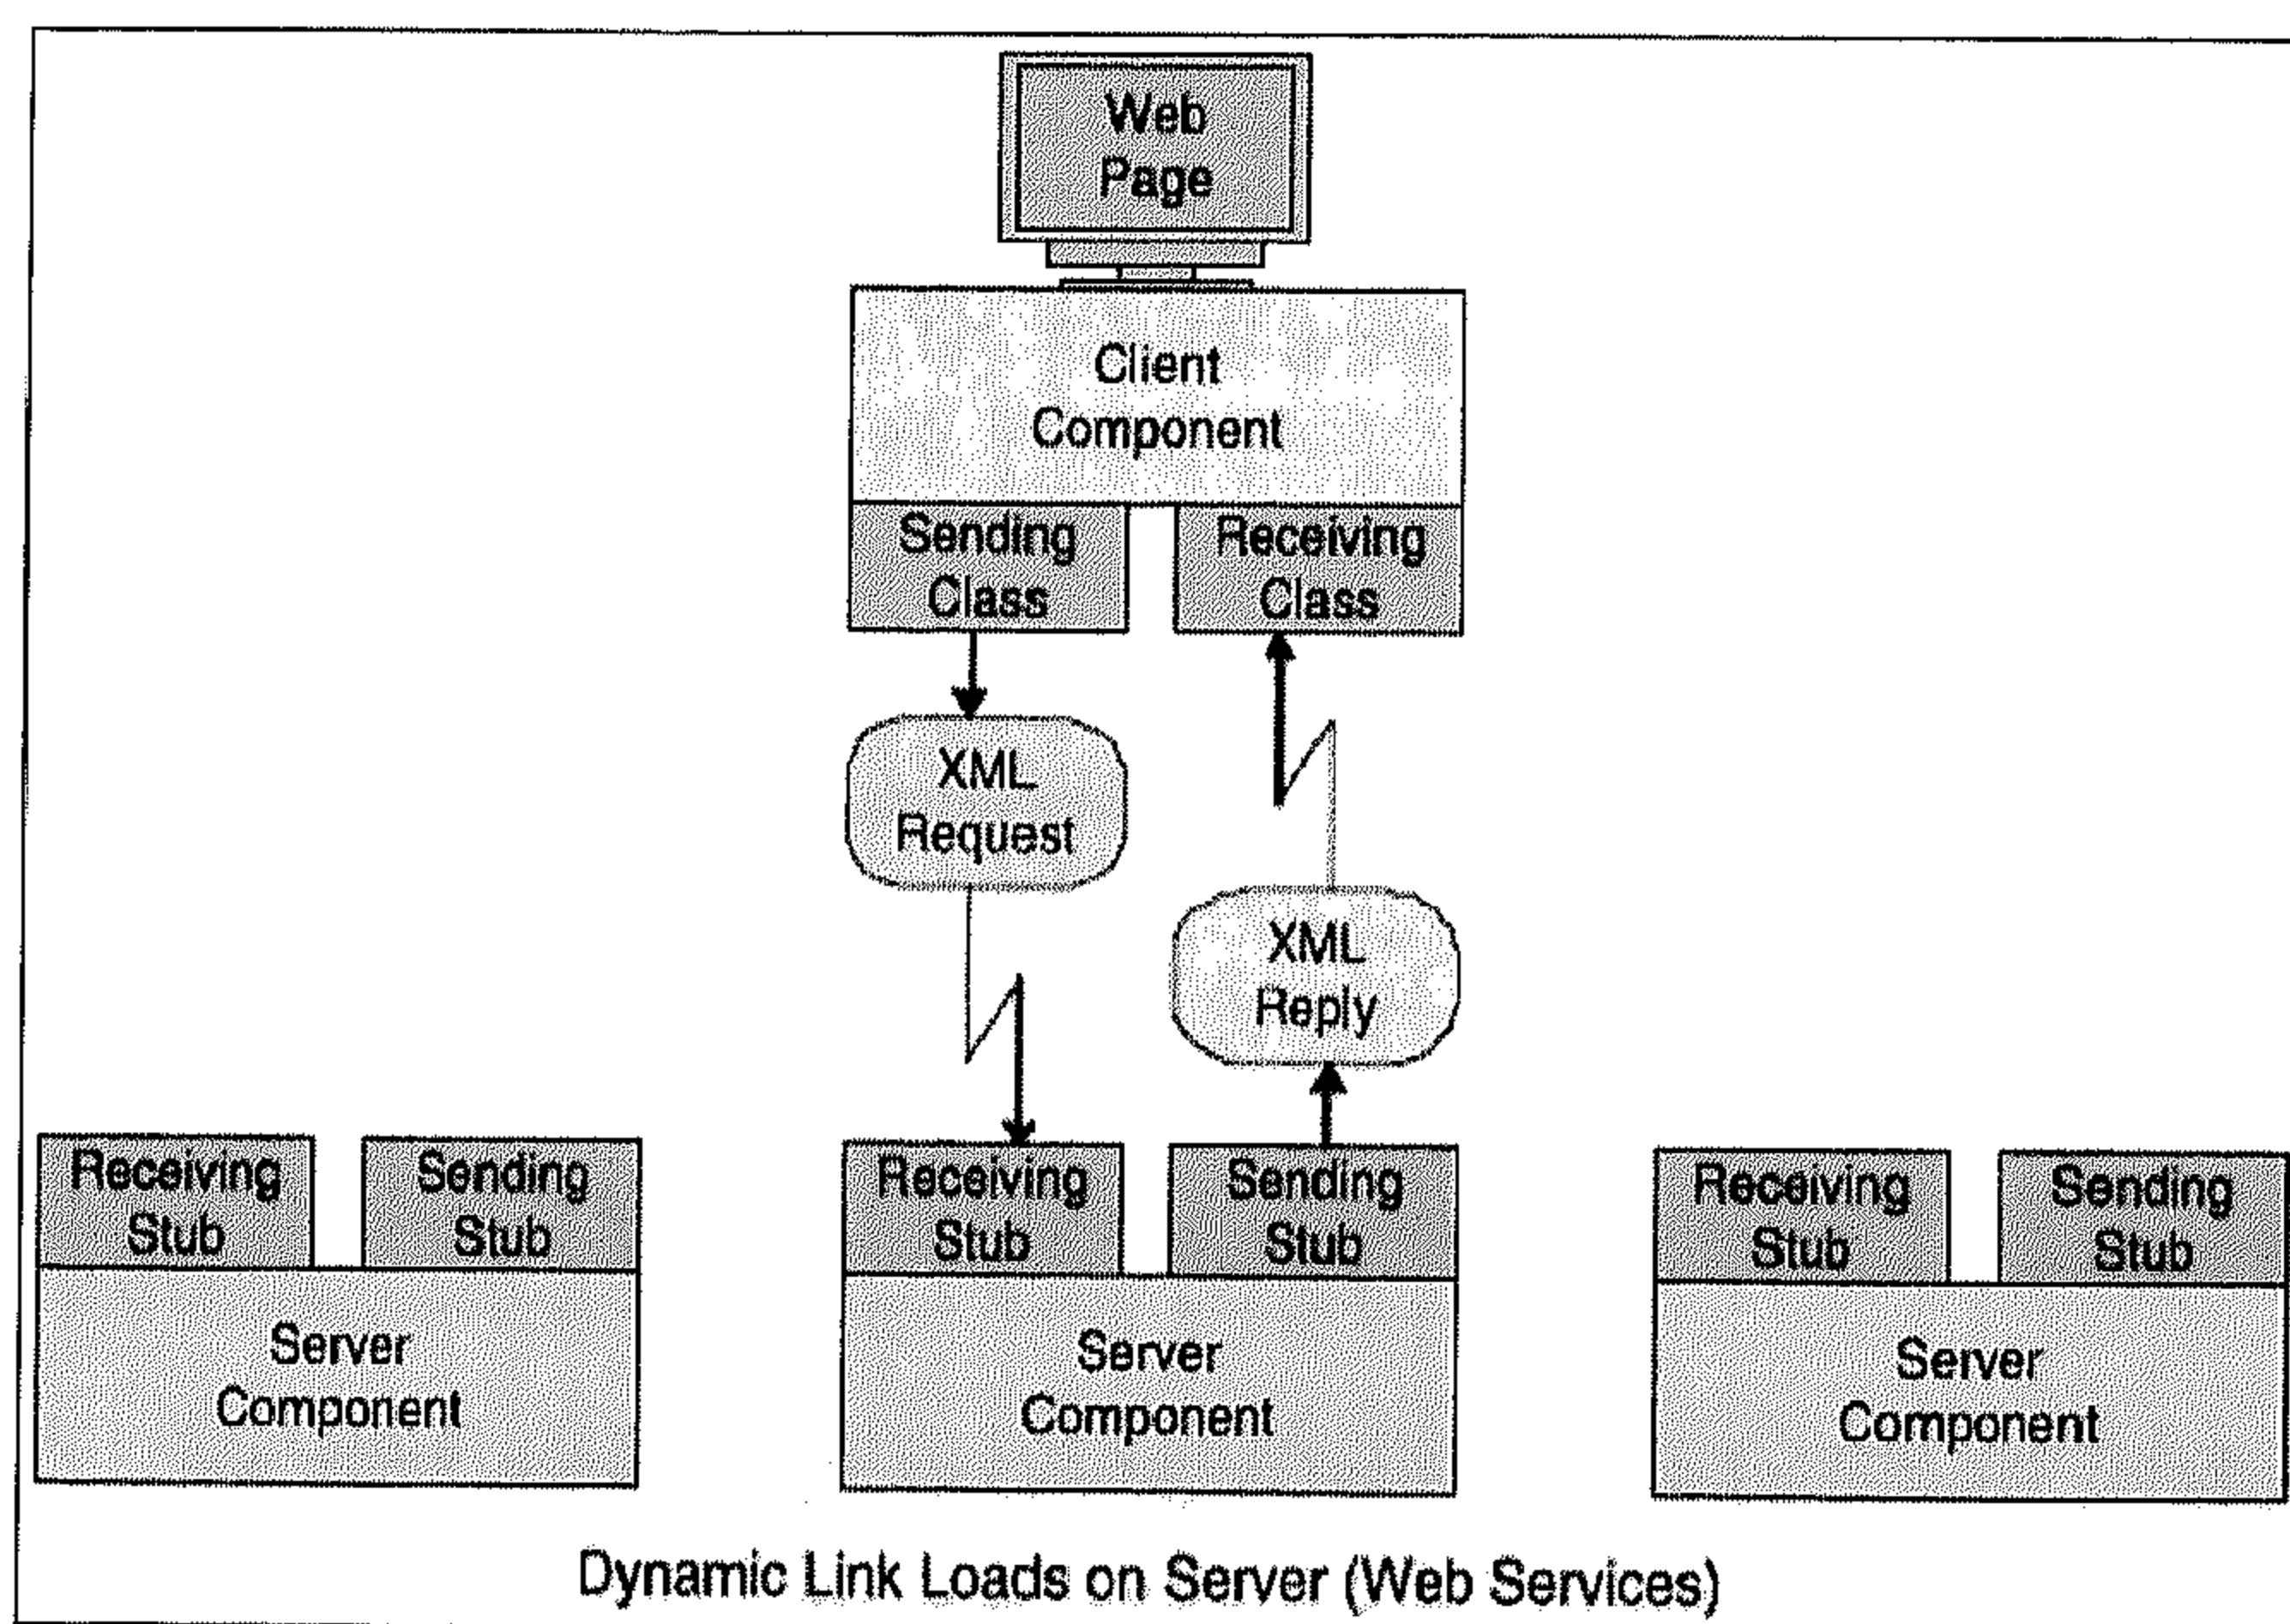 Web
Page
Client
Component
Sending
Class
Receiving
Class
XML
Request
XML
Reply
Receiving
Stub
Sending
Stub
Server
Component
Receiving
Stub
Sending
Stub
Server
Component
Receiving
Stub
Sending
Stub
Server
Component
Dynamic Link Loads on Server (Web Services)